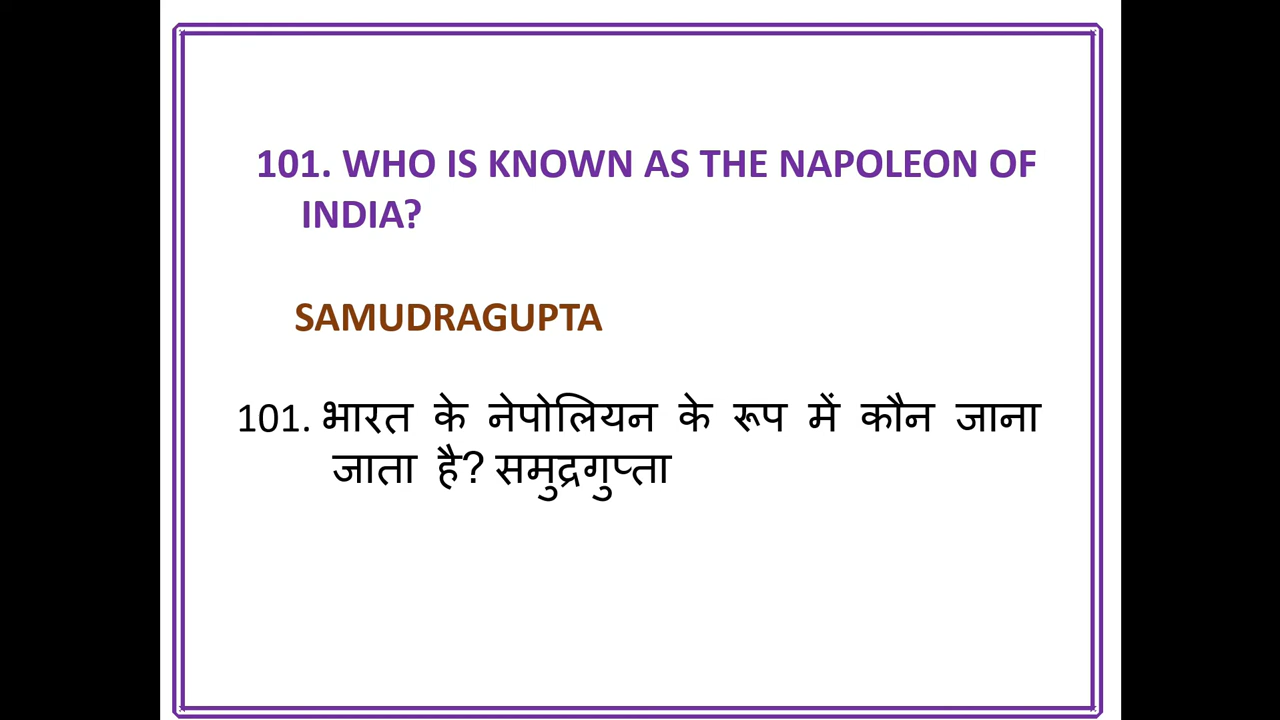 101. WHO IS KNOWN AS THE NAPOLEON OF
INDIA?
SAMUDRAGUPTA
101. भारत के नेपोलियन के रूप में कौन जाना
जाता है? समुद्रगुप्ता